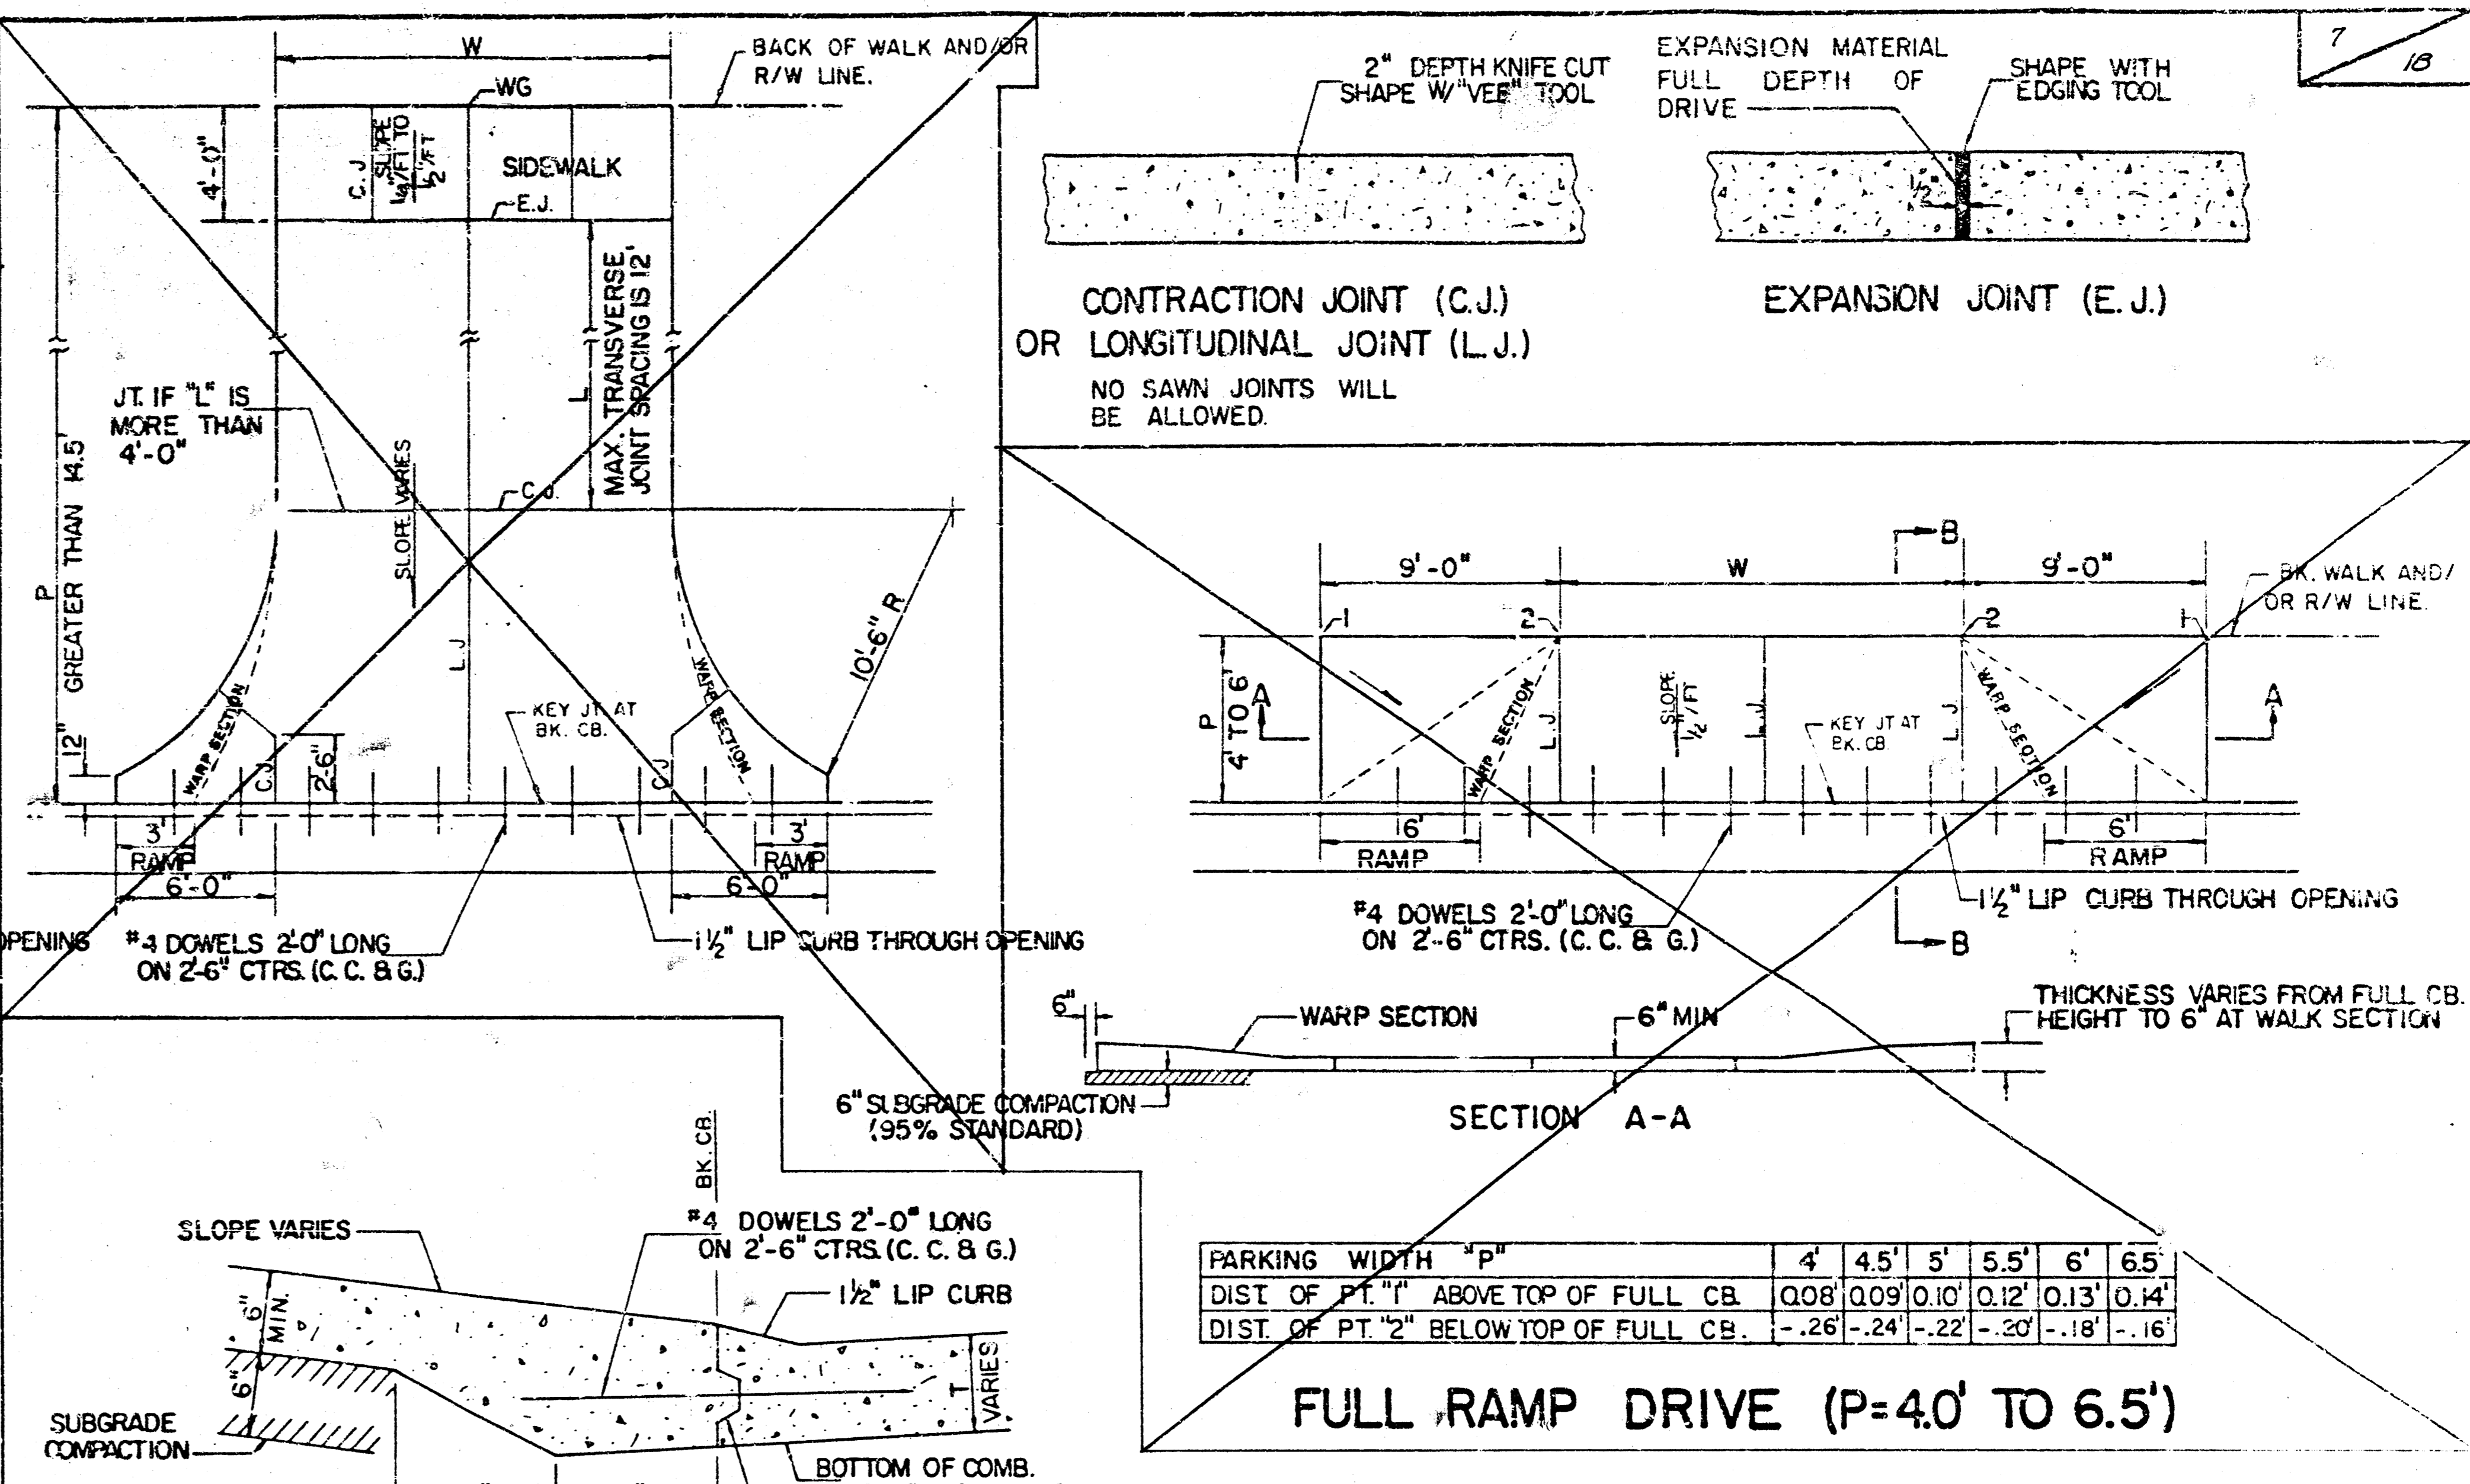 7
18
W
BACK OF WALK AND/OR
R/W LINE.
WG
4'-0"
C.J
SLOPE
1/2"/FT
SIDEWALK
E.J.
P
GREATER THAN 14.5'
MAX. TRANSVERSE
JOINT SPACING IS 12'
L
JT. IF "L" IS
MORE THAN
4'-0"
SLOPE VARIES
C.J.
10'-6" R
L.J
WARP SECTION
WARP SECTION
KEY JT. AT
BK. CB.
12"
C.J
2'-6"
C.J
3'
RAMP
6'-0"
3'
RAMP
6'-0"
OPENING
#4 DOWELS 2'-0" LONG
ON 2'-6" CTRS. (C. C. & G.)
1 1/2" LIP CURB THROUGH OPENING
2" DEPTH KNIFE CUT
SHAPE W/"VEE" TOOL
CONTRACTION JOINT (C.J.)
OR LONGITUDINAL JOINT (L.J.)
NO SAWN JOINTS WILL
BE ALLOWED.
EXPANSION MATERIAL
FULL DEPTH OF
DRIVE
SHAPE WITH
EDGING TOOL
1/2"
EXPANSION JOINT (E.J.)
B
9'-0"
W
9'-0"
BK. WALK AND/
OR R/W LINE.
1
2
2
1
P
4' TO 6'
A
WARP SECTION
L.J
SLOPE
1/2"/FT
L.J
KEY JT AT
BK. CB.
L.J
WARP SECTION
A
6'
RAMP
6'
RAMP
#4 DOWELS 2'-0" LONG
ON 2'-6" CTRS. (C. C. & G.)
1 1/2" LIP CURB THROUGH OPENING
B
6"
WARP SECTION
6" MIN
THICKNESS VARIES FROM FULL CB.
HEIGHT TO 6" AT WALK SECTION
6" SUBGRADE COMPACTION
(95% STANDARD)
SECTION A-A
PARKING WIDTH "P" 4' 4.5' 5' 5.5' 6' 6.5'
DIST. OF PT. "1" ABOVE TOP OF FULL CB. 0.08' 0.09' 0.10' 0.12' 0.13' 0.14'
DIST. OF PT. "2" BELOW TOP OF FULL CB. -.26' -.24' -.22' -.20' -.18' -.16'
FULL RAMP DRIVE (P=4.0' TO 6.5')
BK. CB.
SLOPE VARIES
#4 DOWELS 2'-0" LONG
ON 2'-6" CTRS. (C. C. & G.)
1 1/2" LIP CURB
6"
MIN.
6"
T
VARIES
SUBGRADE
COMPACTION
BOTTOM OF COMB.